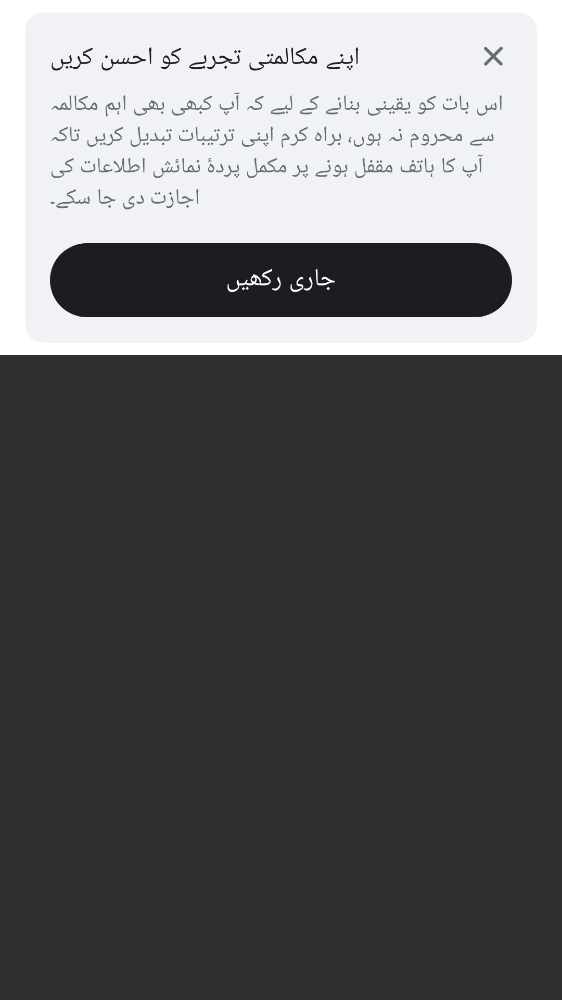 اپنے مکالمتی تجربے کو احسن کریں
اس بات کو یقینی بنانے کے لیے کہ آپ کبھی بھی اہم مکالمہ
سے محروم نہ ہوں، براہ کرم اپنی ترتیبات تبدیل کریں تاکہ
آپ کا ہاتف مقفل ہونے پر مکمل پردۂ نمائش اطلاعات کی
اجازت دی جا سکے۔
جاری رکھیں